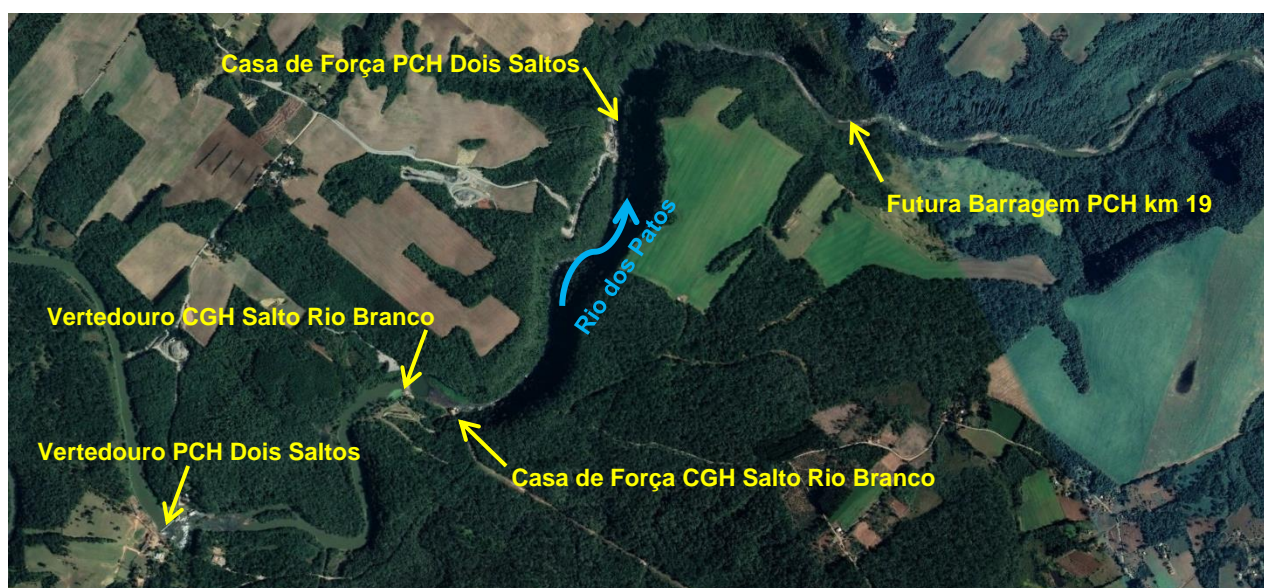 Casa de Força PCH Dois Saltos
Futura Barragem PCH km 19
Rio dos Patos
Vertedouro CGH Salto Rio Branco
Vertedouro PCH Dois Saltos
Casa de Força CGH Salto Rio Branco